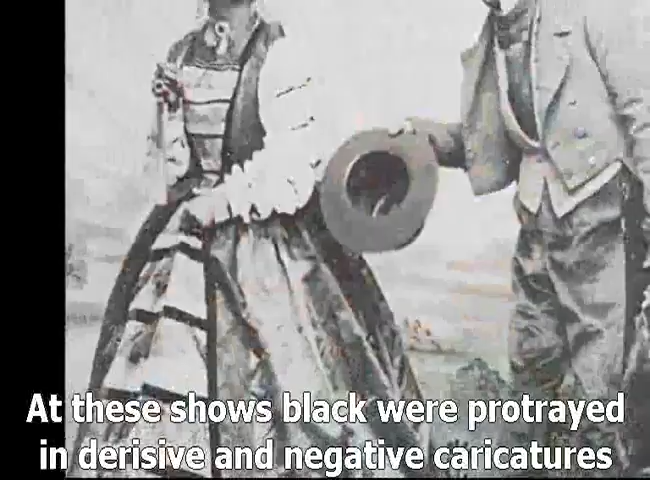 At these shows black were protrayed
in derisive and negative caricatures